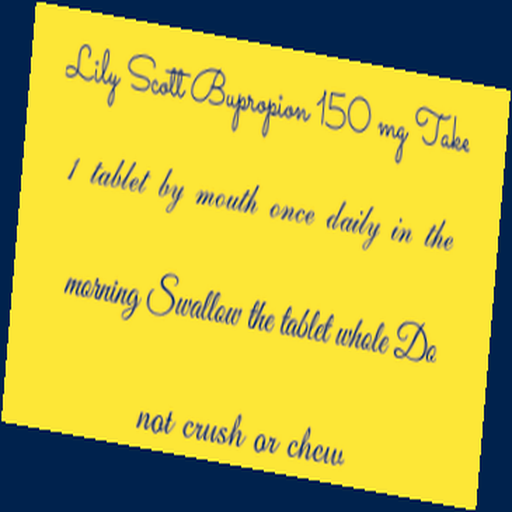 Lily Scott Bupropion 150 mg Take
1 tablet by mouth once daily in the
morning Swallow the tablet whole Do
not crush or chew